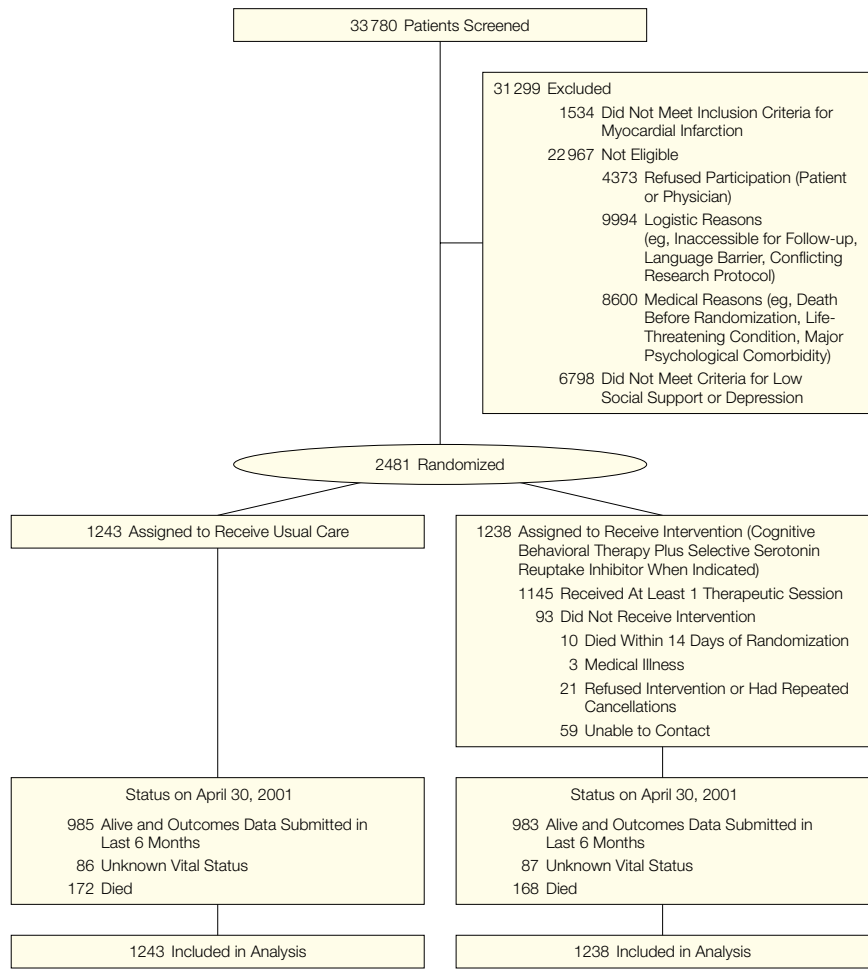 33 780 Patients Screened
31 299 Excluded
1534 Did Not Meet Inclusion Criteria for
Myocardial Infarction
22 967 Not Eligible
4373 Refused Participation (Patient
or Physician)
9994 Logistic Reasons
(eg, Inaccessible for Follow-up,
Language Barrier, Conflicting
Research Protocol)
8600 Medical Reasons (eg, Death
Before Randomization, Life-
Threatening Condition, Major
Psychological Comorbidity)
6798 Did Not Meet Criteria for Low
Social Support or Depression
2481 Randomized
1243 Assigned to Receive Usual Care
1238 Assigned to Receive Intervention (Cognitive
Behavioral Therapy Plus Selective Serotonin
Reuptake Inhibitor When Indicated)
1145 Received At Least 1 Therapeutic Session
93 Did Not Receive Intervention
10 Died Within 14 Days of Randomization
3 Medical Illness
21 Refused Intervention or Had Repeated
Cancellations
59 Unable to Contact
Status on April 30, 2001
985 Alive and Outcomes Data Submitted in
Last 6 Months
86 Unknown Vital Status
172 Died
Status on April 30, 2001
983 Alive and Outcomes Data Submitted in
Last 6 Months
87 Unknown Vital Status
168 Died
1243 Included in Analysis
1238 Included in Analysis